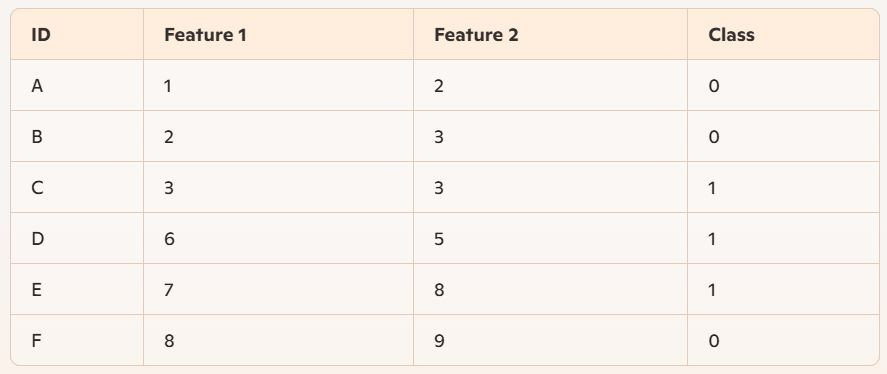 ID Feature 1 Feature 2 Class
A 1 2 0
B 2 3 0
C 3 3 1
D 6 5 1
E 7 8 1
F 8 9 0